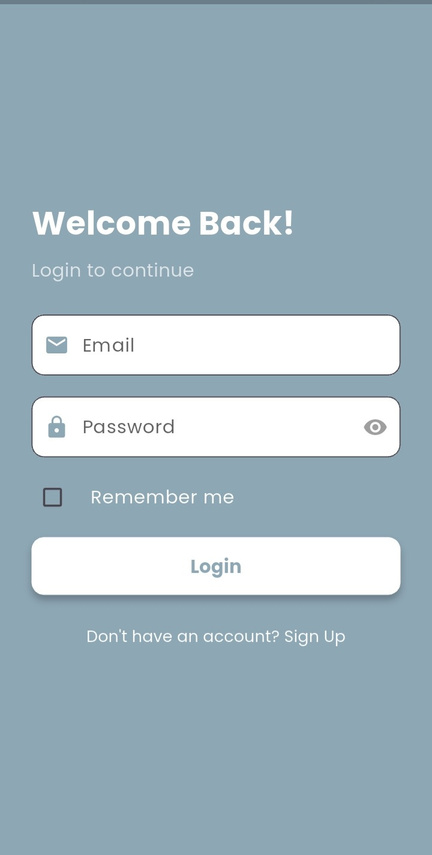 Welcome Back!
Login to continue
Email
Password
Remember me
Login
Don't have an account? Sign Up